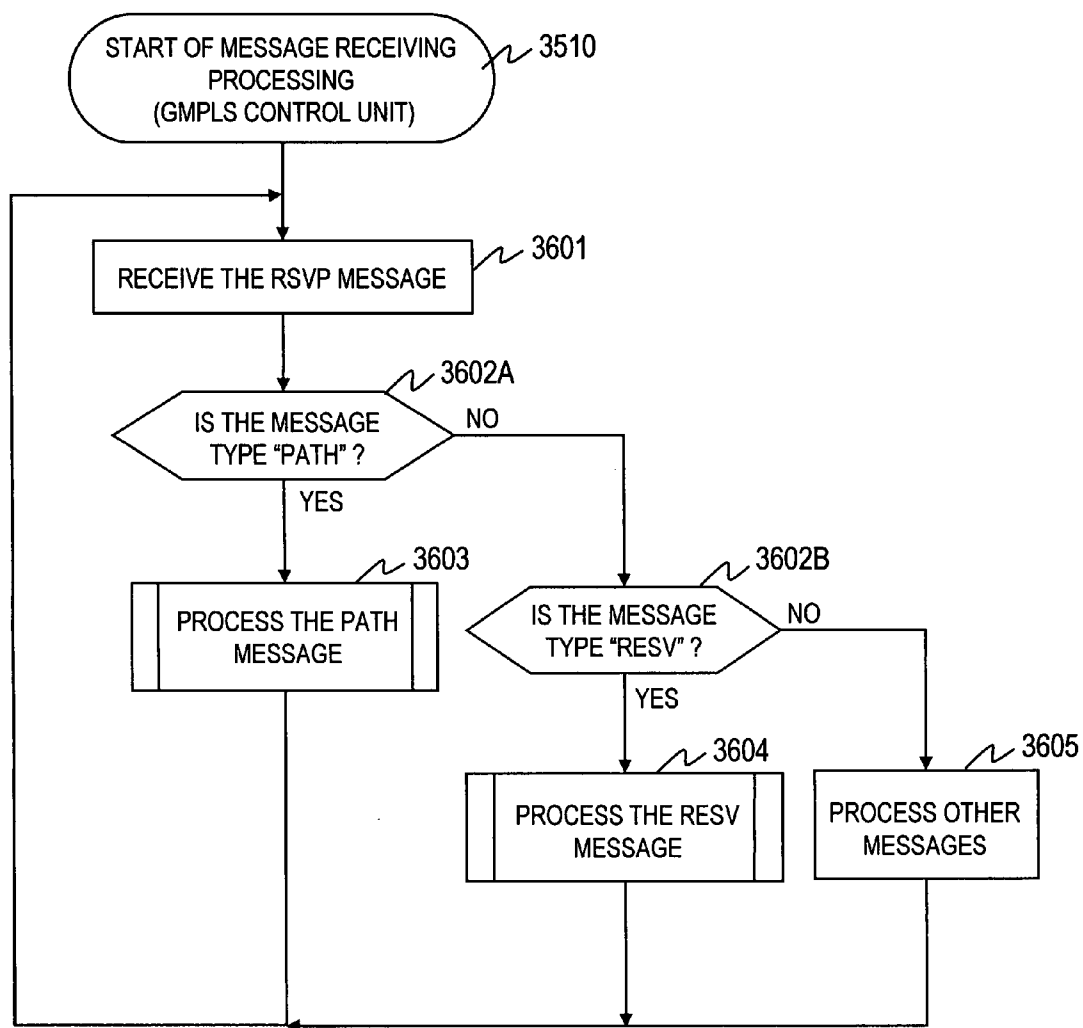 START OF MESSAGE RECEIVING
PROCESSING
(GMPLS CONTROL UNIT)
3510
3601
RECEIVE THE RSVP MESSAGE
3602A
IS THE MESSAGE
TYPE “PATH” ?
NO
YES
3603
PROCESS THE PATH
MESSAGE
3602B
IS THE MESSAGE
TYPE “RESV” ?
NO
YES
3604
PROCESS THE RESV
MESSAGE
3605
PROCESS OTHER
MESSAGES